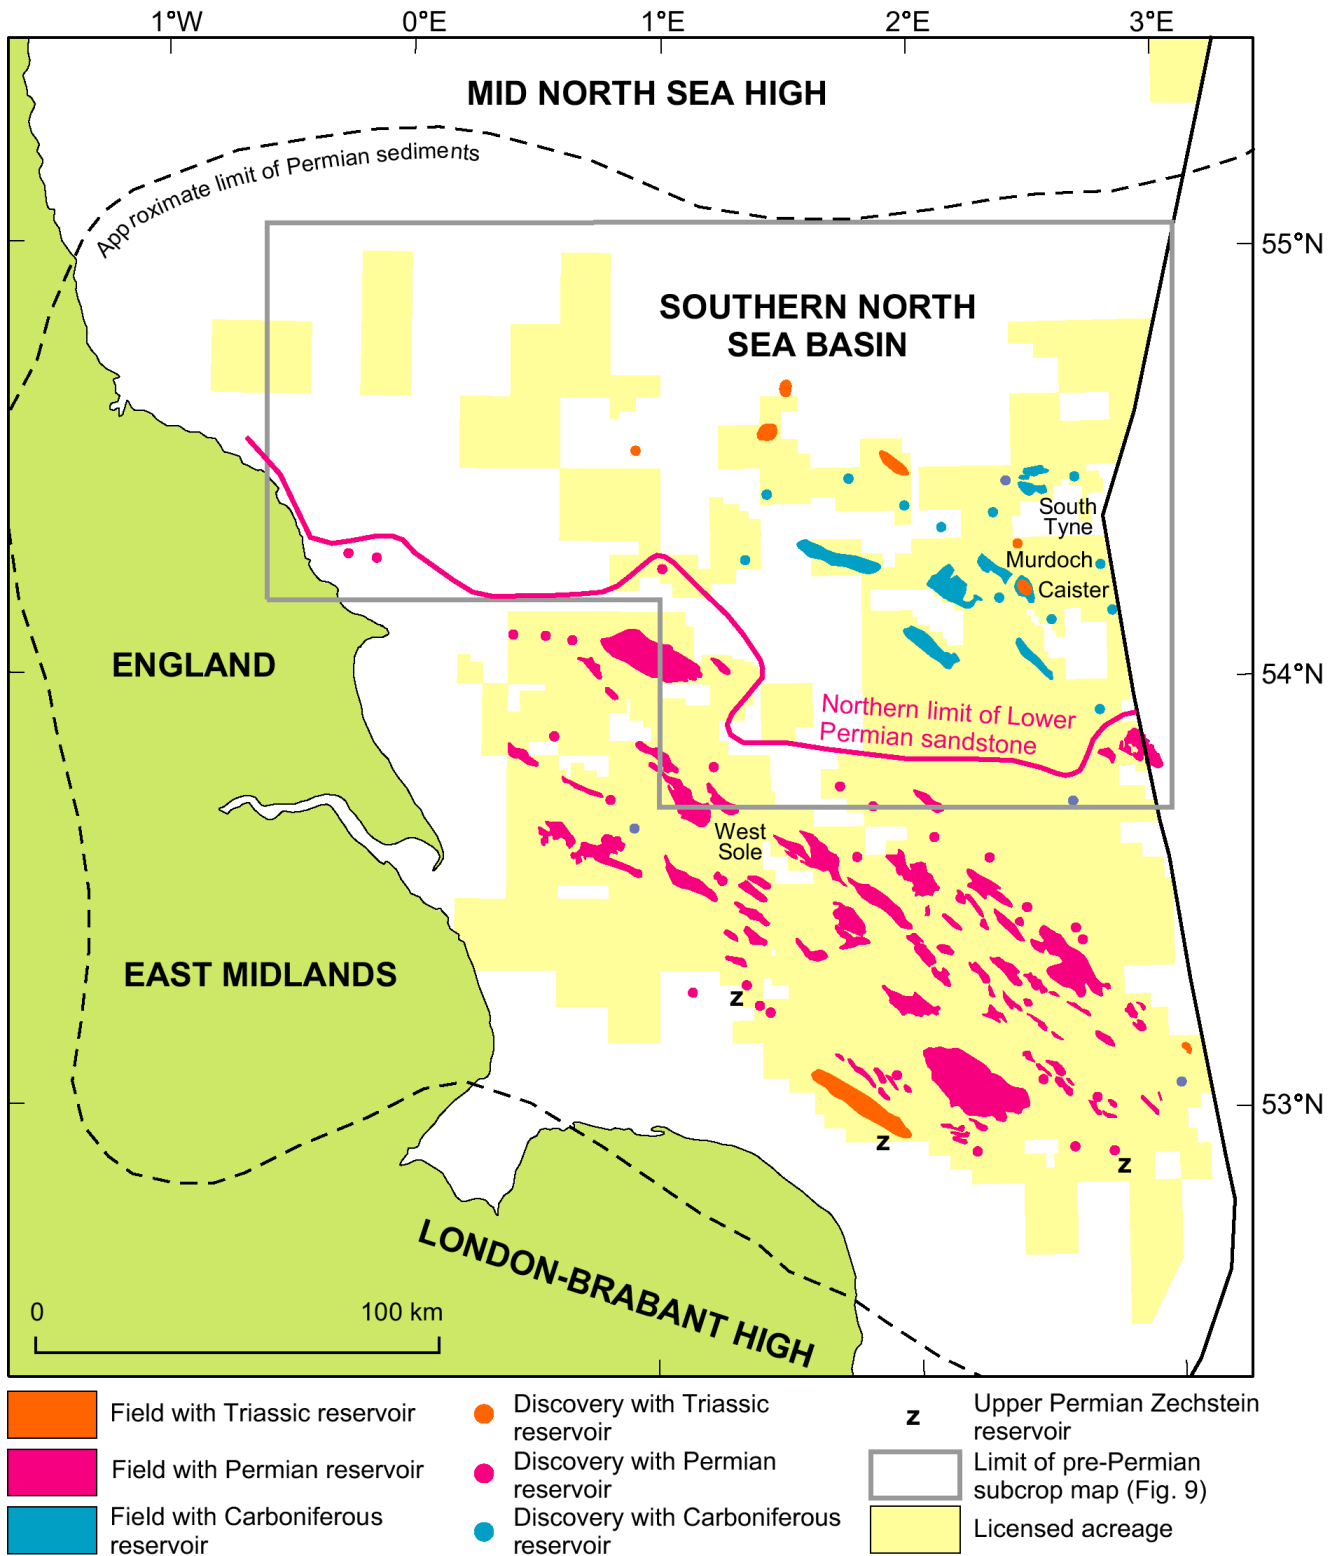 1°W 0°E 1°E 2°E 3°E
MID NORTH SEA HIGH
Approximate limit of Permian sediments
55°N
SOUTHERN NORTH
SEA BASIN
South
Tyne
Murdoch
Caister
ENGLAND
54°N
Northern limit of Lower
Permian sandstone
West
Sole
EAST MIDLANDS
z
53°N
z
z
LONDON-BRABANT HIGH
0 100 km
Field with Triassic reservoir
Field with Permian reservoir
Field with Carboniferous
reservoir
Discovery with Triassic
reservoir
Discovery with Permian
reservoir
Discovery with Carboniferous
reservoir
z
Upper Permian Zechstein
reservoir
Limit of pre-Permian
subcrop map (Fig. 9)
Licensed acreage